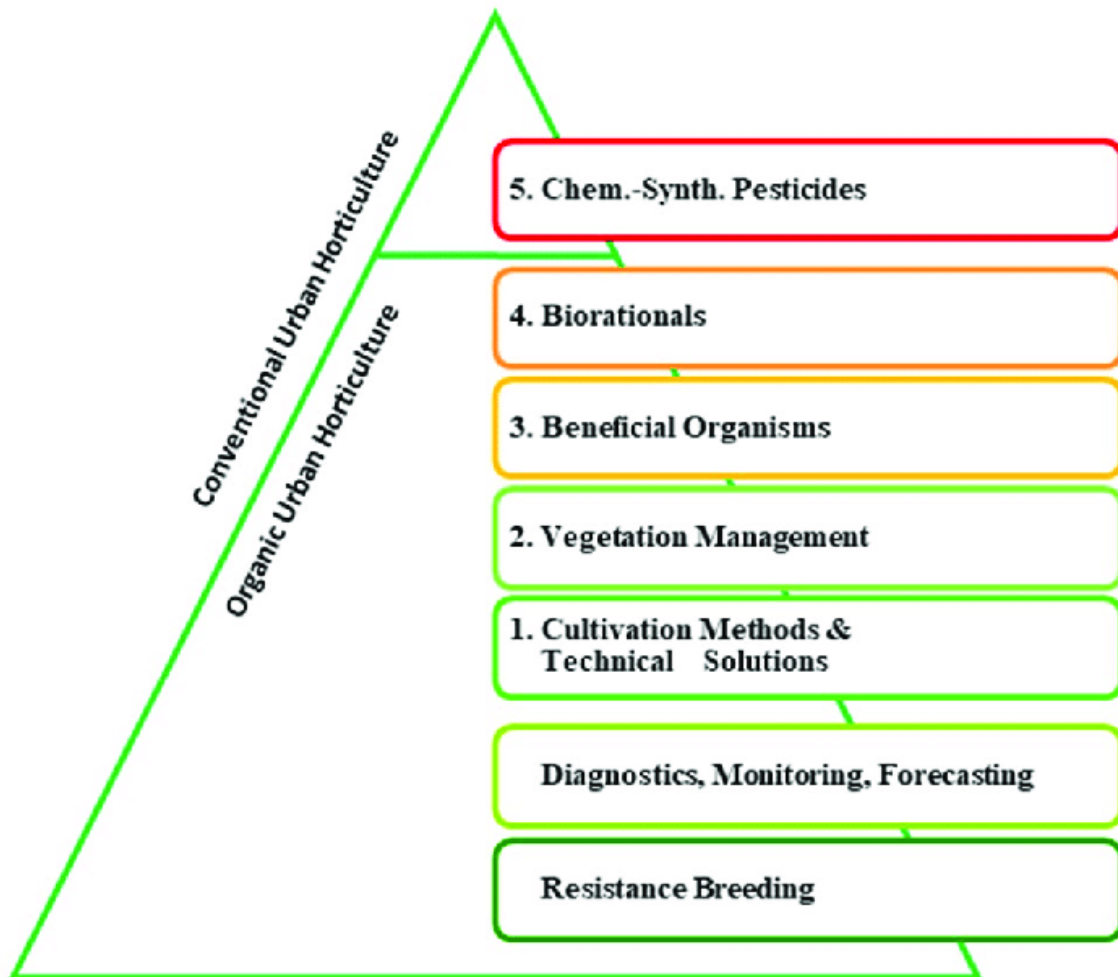 Conventional Urban Horticulture
Organic Urban Horticulture
5. Chem.-Synth. Pesticides
4. Biorationals
3. Beneficial Organisms
2. Vegetation Management
1. Cultivation Methods &
Technical Solutions
Diagnostics, Monitoring, Forecasting
Resistance Breeding